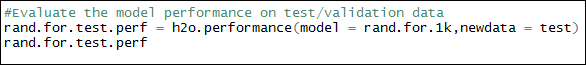 #Evaluate the model performance on test/validation data
rand.for.test.perf = h2o.performance(model = rand.for.1k,newdata = test)
rand.for.test.perf